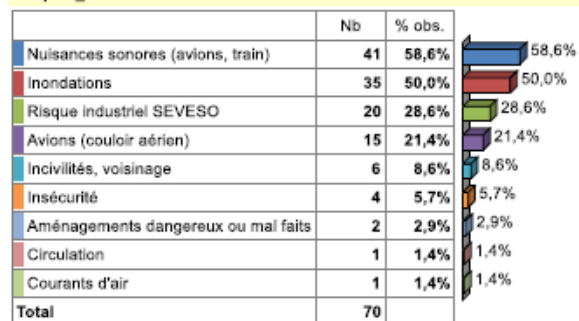 Nb % obs.
Nuisances sonores (avions, train) 41 58,6% 58,6%
Inondations 35 50,0% 50,0%
Risque industriel SEVESO 20 28,6% 28,6%
Avions (couloir aérien) 15 21,4% 21,4%
Incivilités, voisinage 6 8,6% 8,6%
Insécurité 4 5,7% 5,7%
Aménagements dangereux ou mal faits 2 2,9% 2,9%
Circulation 1 1,4% 1,4%
Courants d'air 1 1,4% 1,4%
Total 70